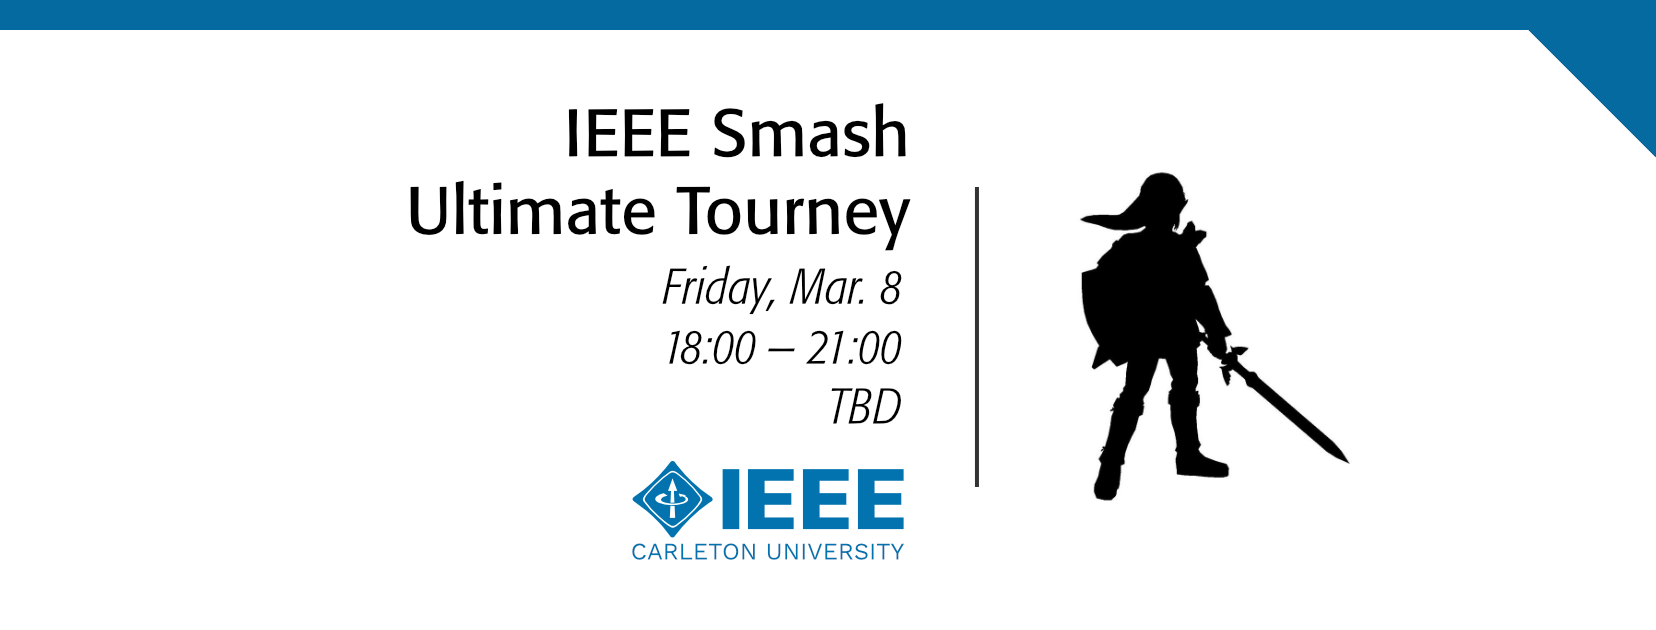 IEEE Smash
Ultimate Tourney
Friday, Mar. 8
18:00 – 21:00
TBD
IEEE
CARLETON UNIVERSITY